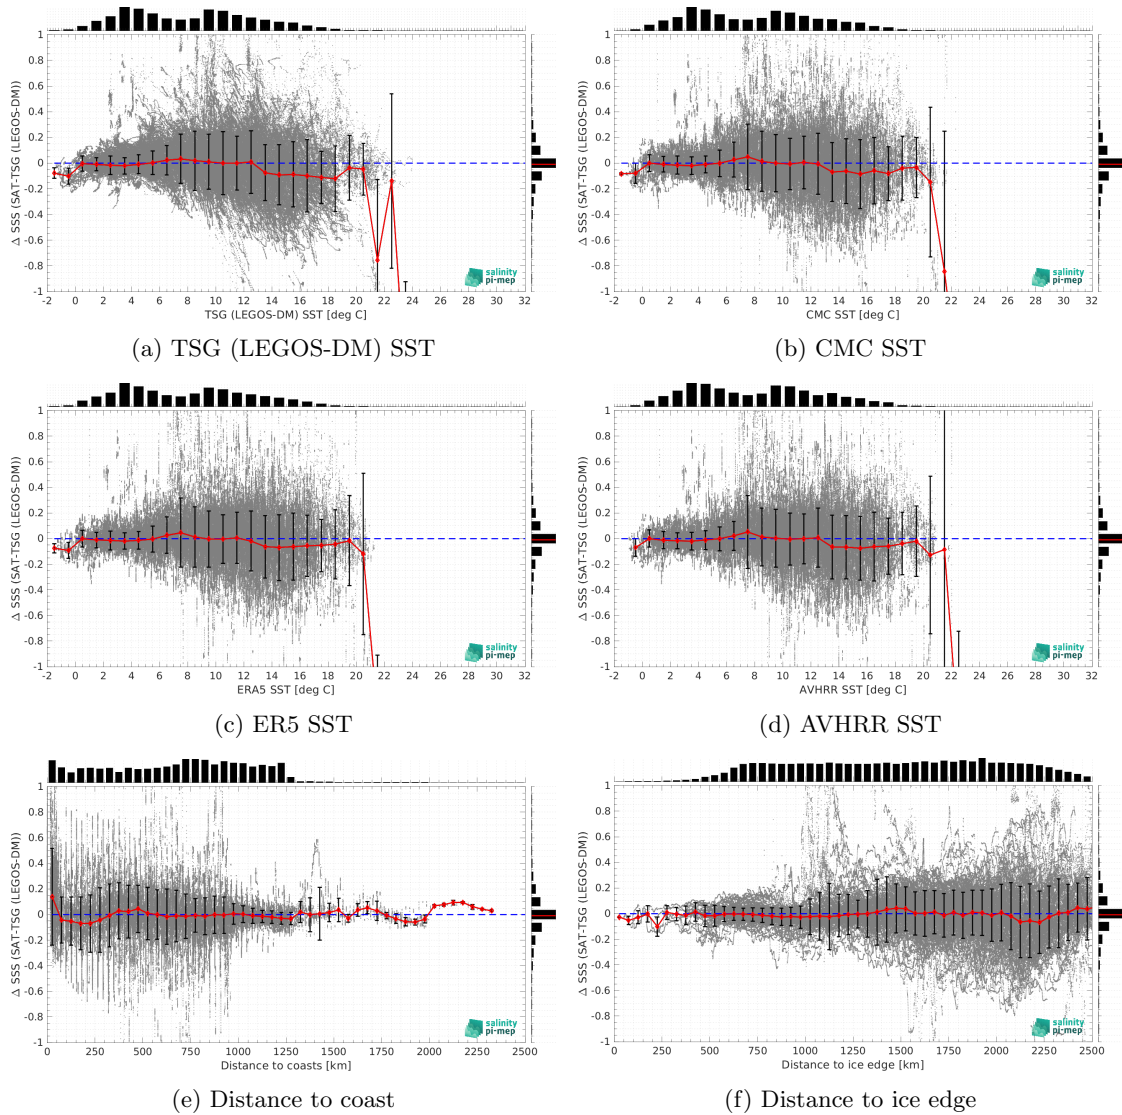 Δ SSS (SAT-TSG (LEGOS-DM))
1
0.8
0.6
0.4
0.2
0
-0.2
-0.4
-0.6
-0.8
-1
salinity
pi-mep
-2 0 2 4 6 8 10 12 14 16 18 20 22 24 26 28 30 32
TSG (LEGOS-DM) SST [deg C]
(a) TSG (LEGOS-DM) SST
Δ SSS (SAT-TSG (LEGOS-DM))
1
0.8
0.6
0.4
0.2
0
-0.2
-0.4
-0.6
-0.8
-1
salinity
pi-mep
-2 0 2 4 6 8 10 12 14 16 18 20 22 24 26 28 30 32
CMC SST [deg C]
(b) CMC SST
Δ SSS (SAT-TSG (LEGOS-DM))
1
0.8
0.6
0.4
0.2
0
-0.2
-0.4
-0.6
-0.8
-1
salinity
pi-mep
-2 0 2 4 6 8 10 12 14 16 18 20 22 24 26 28 30 32
ERA5 SST [deg C]
(c) ER5 SST
Δ SSS (SAT-TSG (LEGOS-DM))
1
0.8
0.6
0.4
0.2
0
-0.2
-0.4
-0.6
-0.8
-1
salinity
pi-mep
-2 0 2 4 6 8 10 12 14 16 18 20 22 24 26 28 30 32
AVHRR SST [deg C]
(d) AVHRR SST
Δ SSS (SAT-TSG (LEGOS-DM))
1
0.8
0.6
0.4
0.2
0
-0.2
-0.4
-0.6
-0.8
-1
salinity
pi-mep
0 250 500 750 1000 1250 1500 1750 2000 2250 2500
Distance to coasts [km]
(e) Distance to coast
Δ SSS (SAT-TSG (LEGOS-DM))
1
0.8
0.6
0.4
0.2
0
-0.2
-0.4
-0.6
-0.8
-1
salinity
pi-mep
0 250 500 750 1000 1250 1500 1750 2000 2250 2500
Distance to ice edge [km]
(f) Distance to ice edge